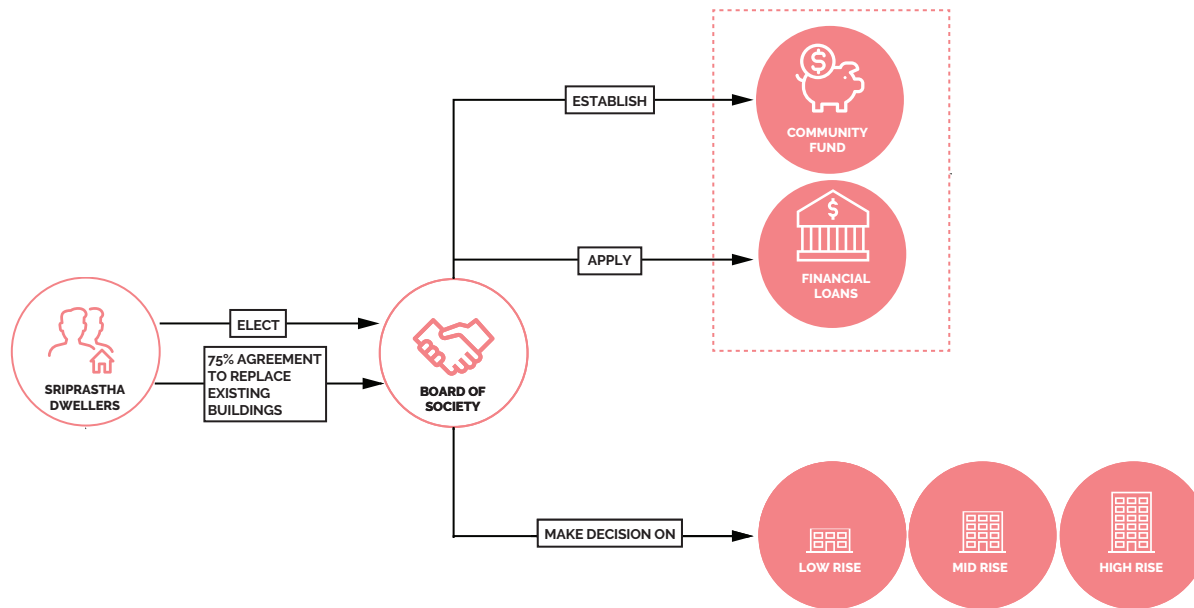 $
COMMUNITY
FUND
ESTABLISH
$
FINANCIAL
LOANS
APPLY
ELECT
75% AGREEMENT
TO REPLACE
EXISTING
BUILDINGS
SRIPRASTHA
DWELLERS
BOARD OF
SOCIETY
MAKE DECISION ON
LOW RISE
MID RISE
HIGH RISE